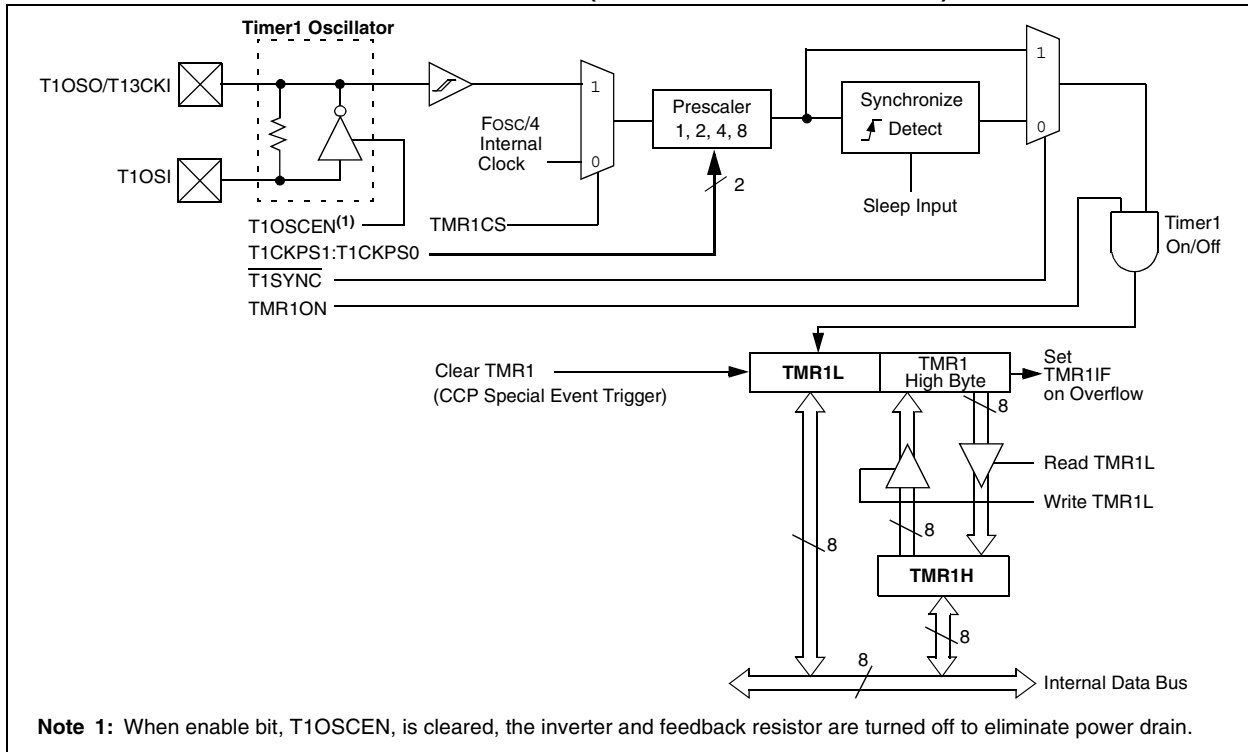 Timer1 Oscillator
T1OSO/T13CKI
T1OSI
FOSC/4
Internal
Clock
1
0
Prescaler
1, 2, 4, 8
2
Synchronize
Detect
Sleep Input
1
0
T1OSCEN(1)
TMR1CS
T1CKPS1:T1CKPS0
T1SYNC
TMR1ON
Timer1
On/Off
Clear TMR1
(CCP Special Event Trigger)
TMR1L
TMR1
High Byte
Set
TMR1IF
on Overflow
8
Read TMR1L
Write TMR1L
8
8
TMR1H
8
8
Internal Data Bus
Note 1: When enable bit, T1OSCEN, is cleared, the inverter and feedback resistor are turned off to eliminate power drain.